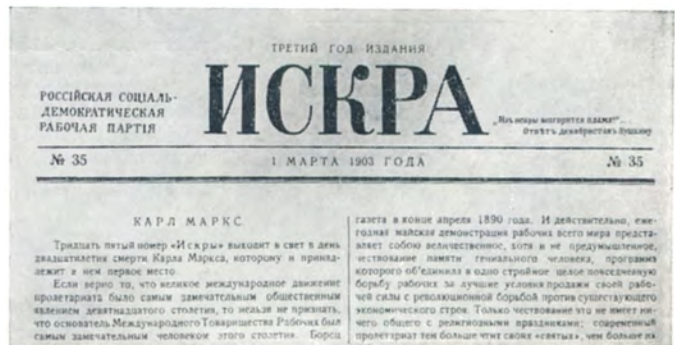 ТРЕТИЙ ГОД ИЗДАНИЯ
РОССІЙСКАЯ СОЦІАЛЬ-
ДЕМОКРАТИЧЕСКАЯ
РАБОЧАЯ ПАРТІЯ
ИСКРА
„Изъ искры возгорится пламя!"...
Отвѣтъ декабристовъ Пушкину
№ 35
1 МАРТА 1903 ГОДА
№ 35
КАРЛ МАРКС.
Тридцать пятый номер «Искры» выходит в свет в день
двадцатилетия смерти Карла Маркса, которому и принад-
лежит в нем первое место.
Если верно то, что великое международное движение
пролетариата было самым замечательным общественным
явлением девятнадцатого столетия, то нельзя не признать,
что основатель Международного Товарищества Рабочих был
самым замечательным человеком этого столетия. Борец
газета в конце апреля 1890 года. И действительно, еже-
годная майская демонстрация рабочих всего мира предста-
вляет собою величественное, хотя и не предумышленное,
чествование памяти гениального человека, программа
которого об'единила в одно стройное целое повседневную
борьбу рабочих за лучшие условия продажи своей рабо-
чей силы с революционной борьбой против существующего
экономического строя. Только чествование это не имеет ни-
чего общего с религиозными праздниками; современный
пролетариат тем больше чтит своих «святых», чем больше их